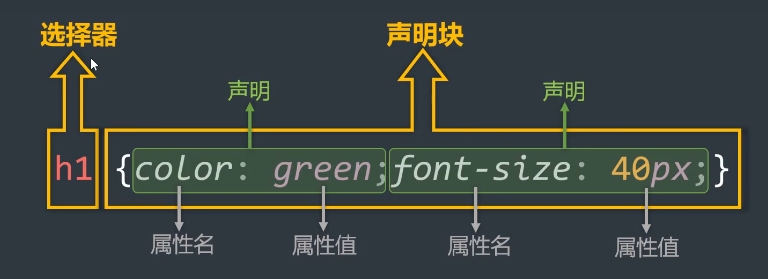 选择器 声明块
声明 声明
h1 {color: green;font-size: 40px;}
属性名 属性值 属性名 属性值